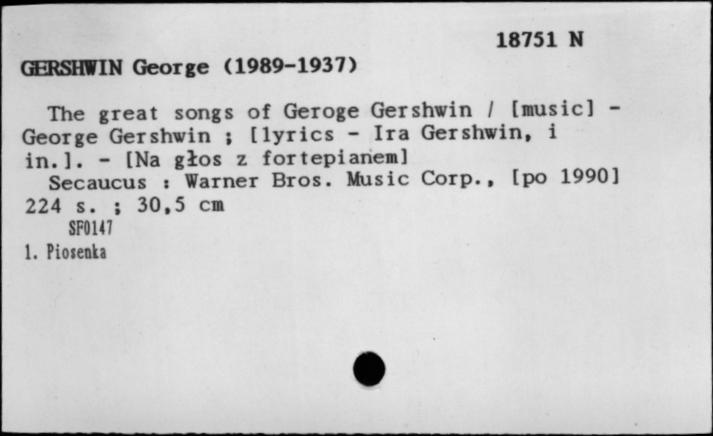 18751 N
GERSHWIN George (1989-1937)
The great songs of Geroge Gershwin / [music] -
George Gershwin ; [lyrics - Ira Gershwin, i
in.]. - [Na głos z fortepianem]
Secaucus : Warner Bros. Music Corp., [po 1990]
224 s. ; 30,5 cm
SF0147
1. Piosenka